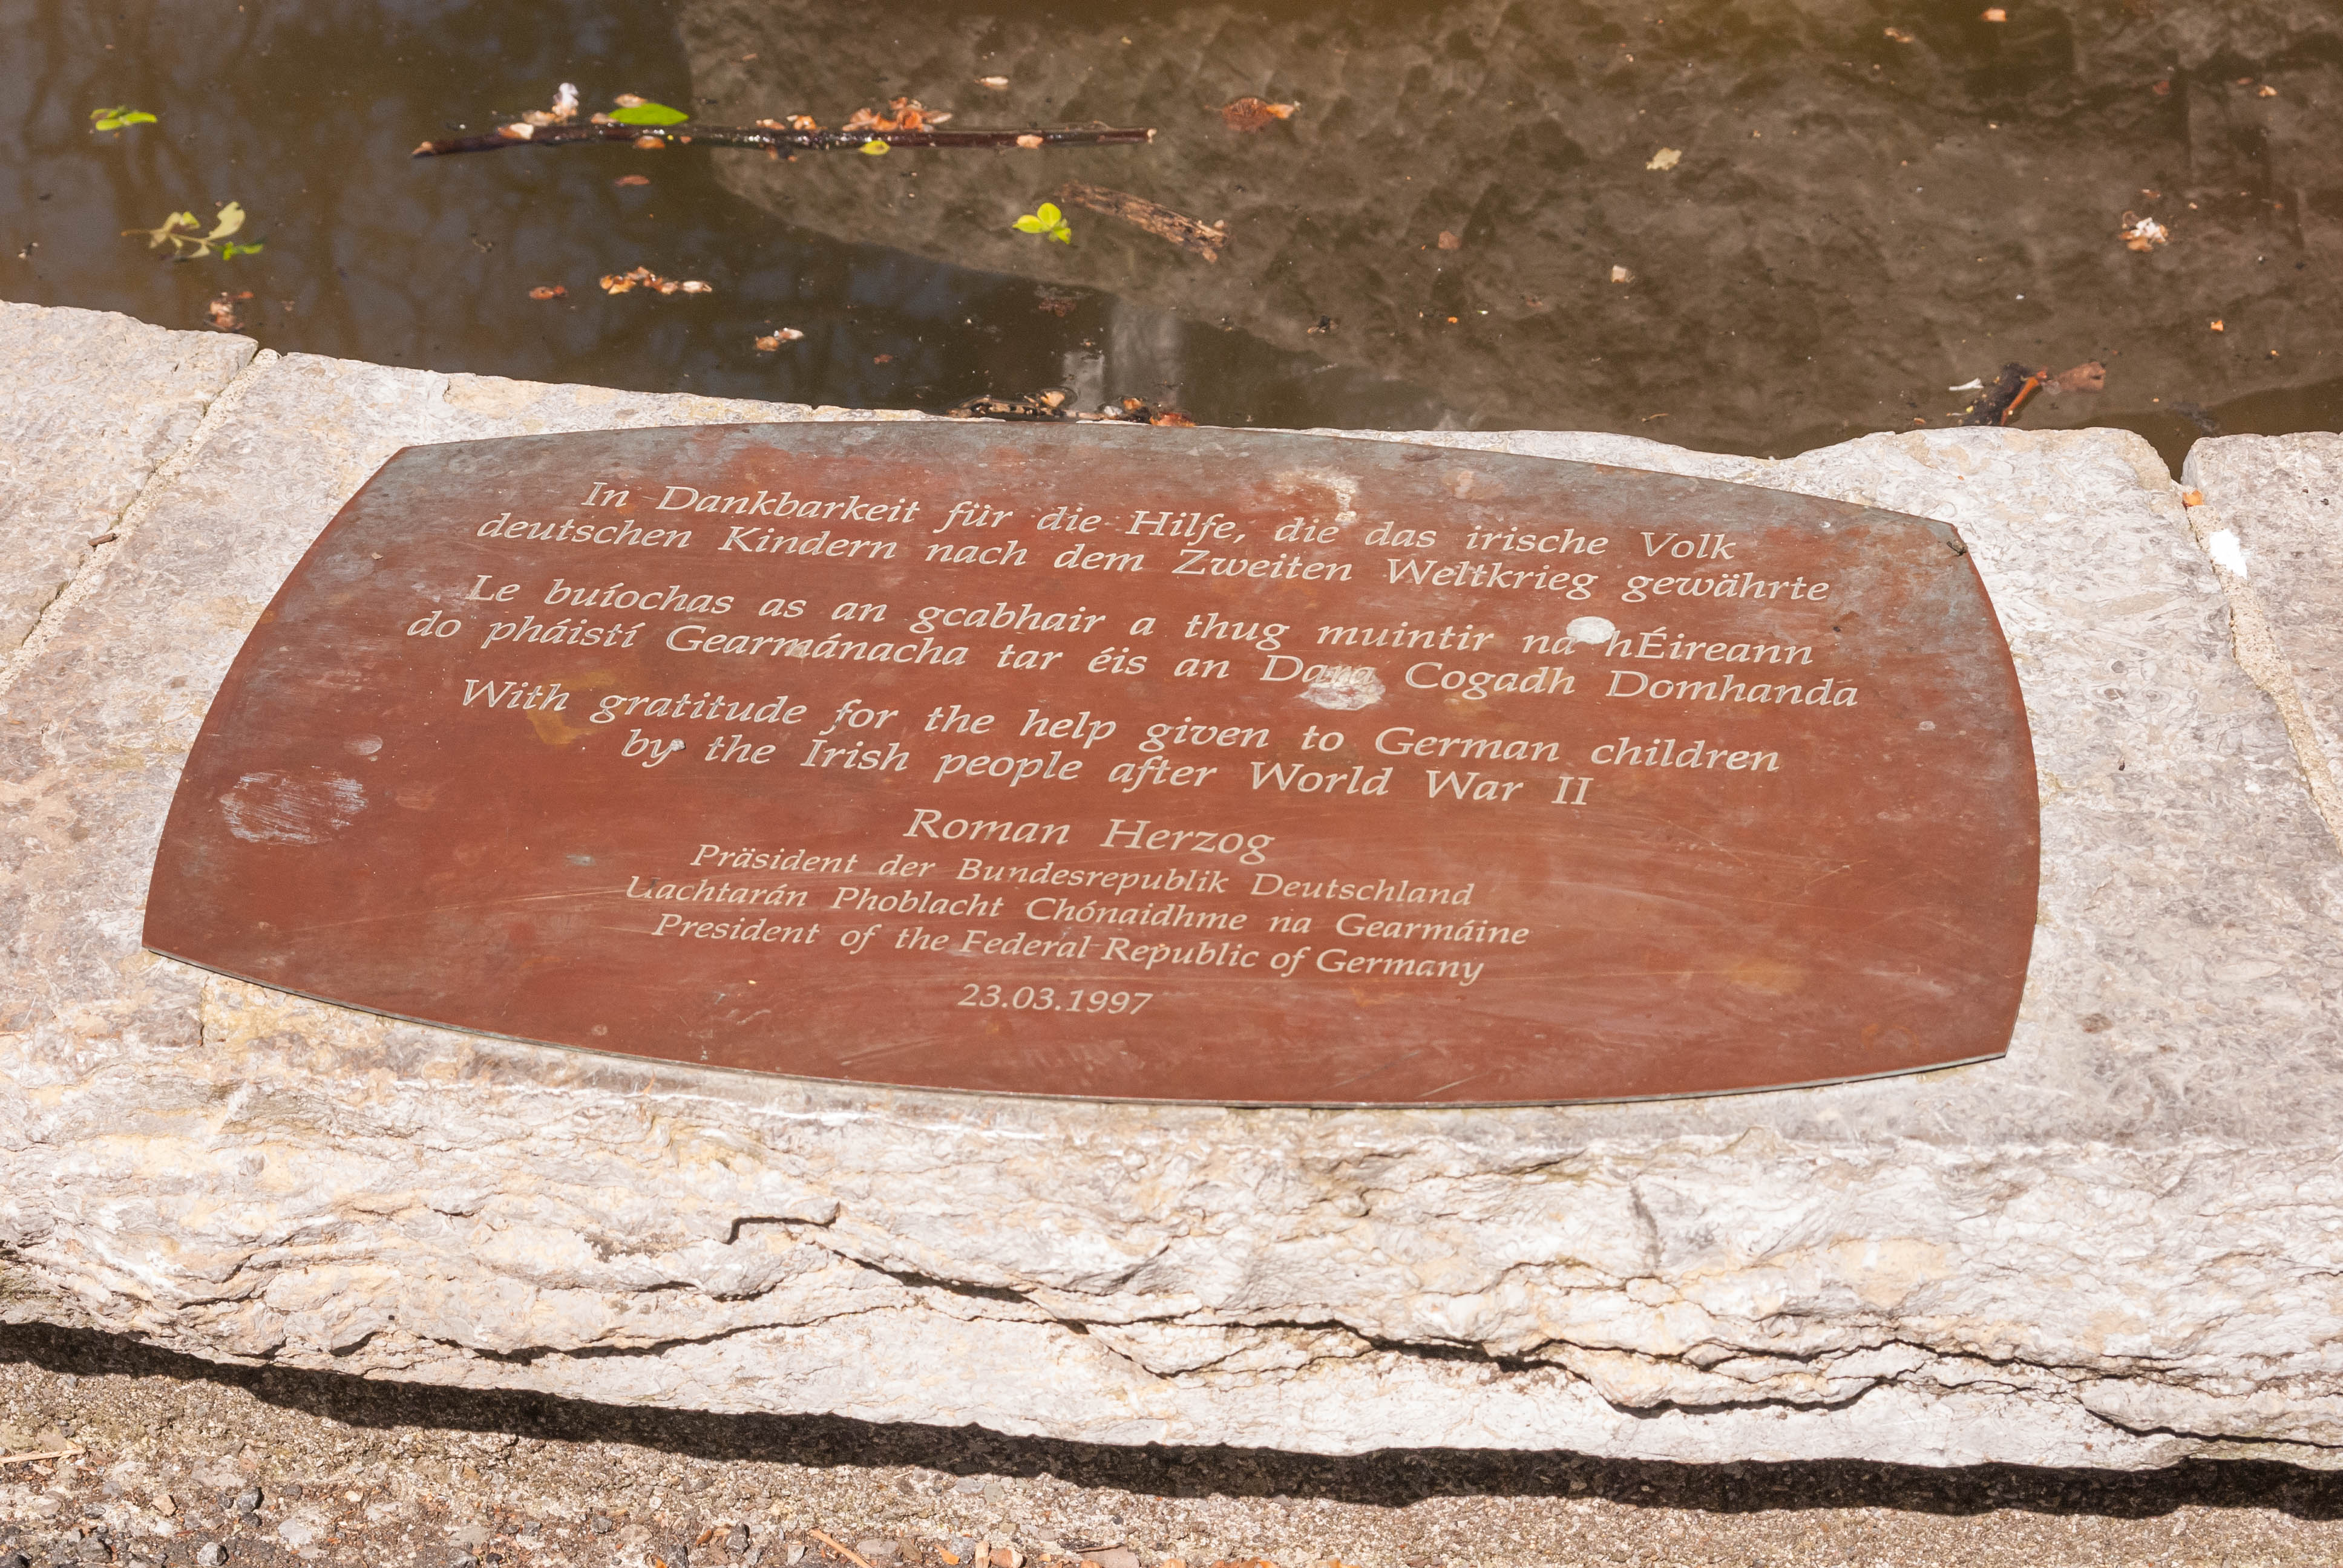 In Dankbarkeit für die Hilfe, die das irische Volk
deutschen Kindern nach dem Zweiten Weltkrieg gewährte
Le buíochas as an gcabhair a thug muintir na hÉireann
do pháistí Gearmánacha tar éis an Dara Cogadh Domhanda
With gratitude for the help given to German children
by the Irish people after World War II
Roman Herzog
Präsident der Bundesrepublik Deutschland
Uachtarán Phoblacht Chónaidhme na Gearmáine
President of the Federal Republic of Germany
23.03.1997